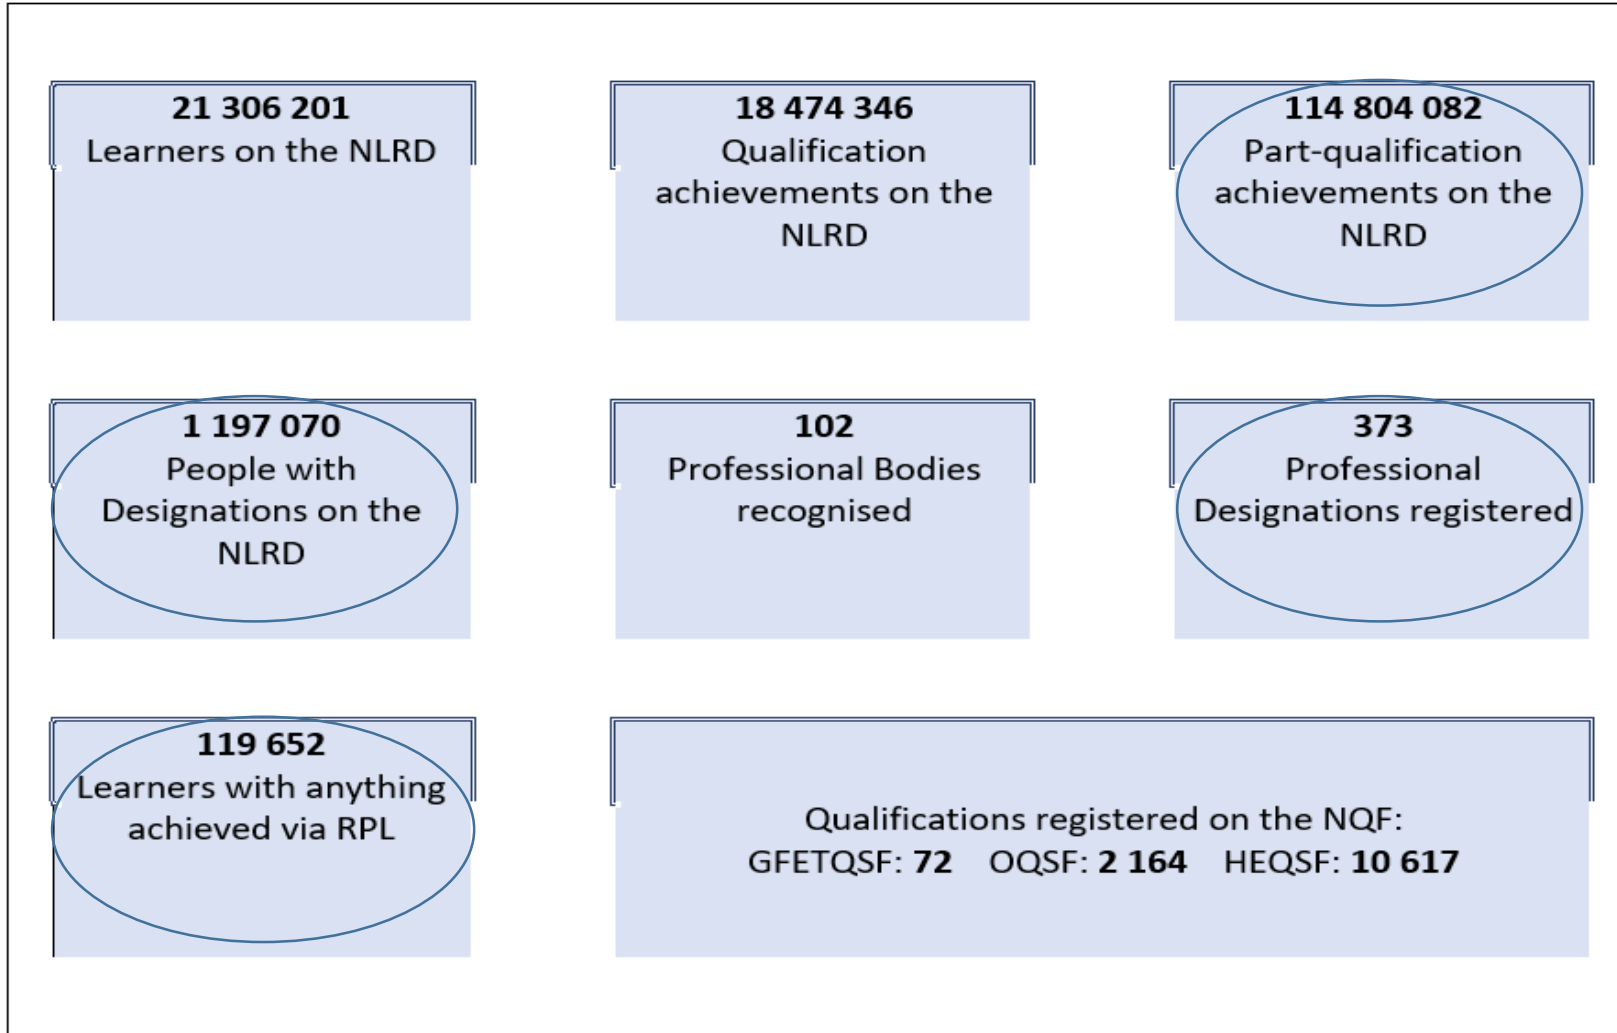 21 306 201
Learners on the NLRD
18 474 346
Qualification
achievements on the
NLRD
114 804 082
Part-qualification
achievements on the
NLRD
1 197 070
People with
Designations on the
NLRD
102
Professional Bodies
recognised
373
Professional
Designations registered
119 652
Learners with anything
achieved via RPL
Qualifications registered on the NQF:
GFETQSF: 72 OQSF: 2 164 HEQSF: 10 617